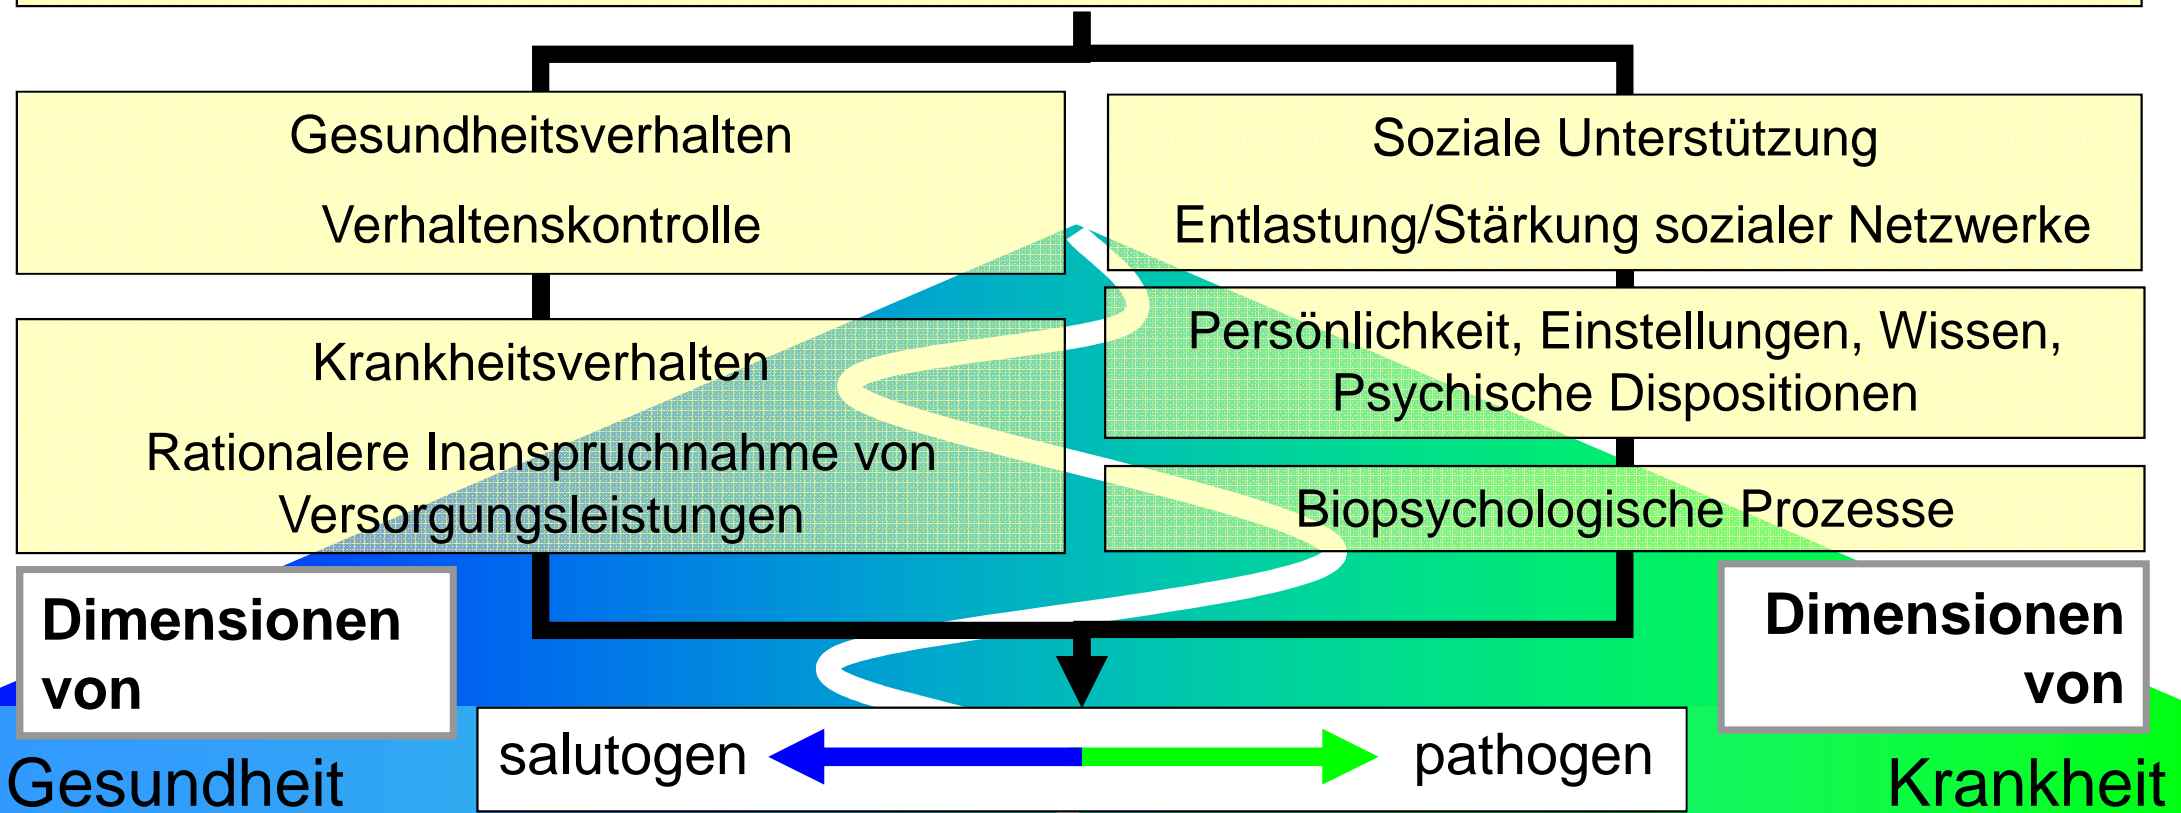 Gesundheitsverhalten
Verhaltenskontrolle
Soziale Unterstützung
Entlastung/Stärkung sozialer Netzwerke
Krankheitsverhalten
Rationalere Inanspruchnahme von
Versorgungsleistungen
Persönlichkeit, Einstellungen, Wissen,
Psychische Dispositionen
Biopsychologische Prozesse
Dimensionen
von
Gesundheit
salutogen
pathogen
Dimensionen
von
Krankheit